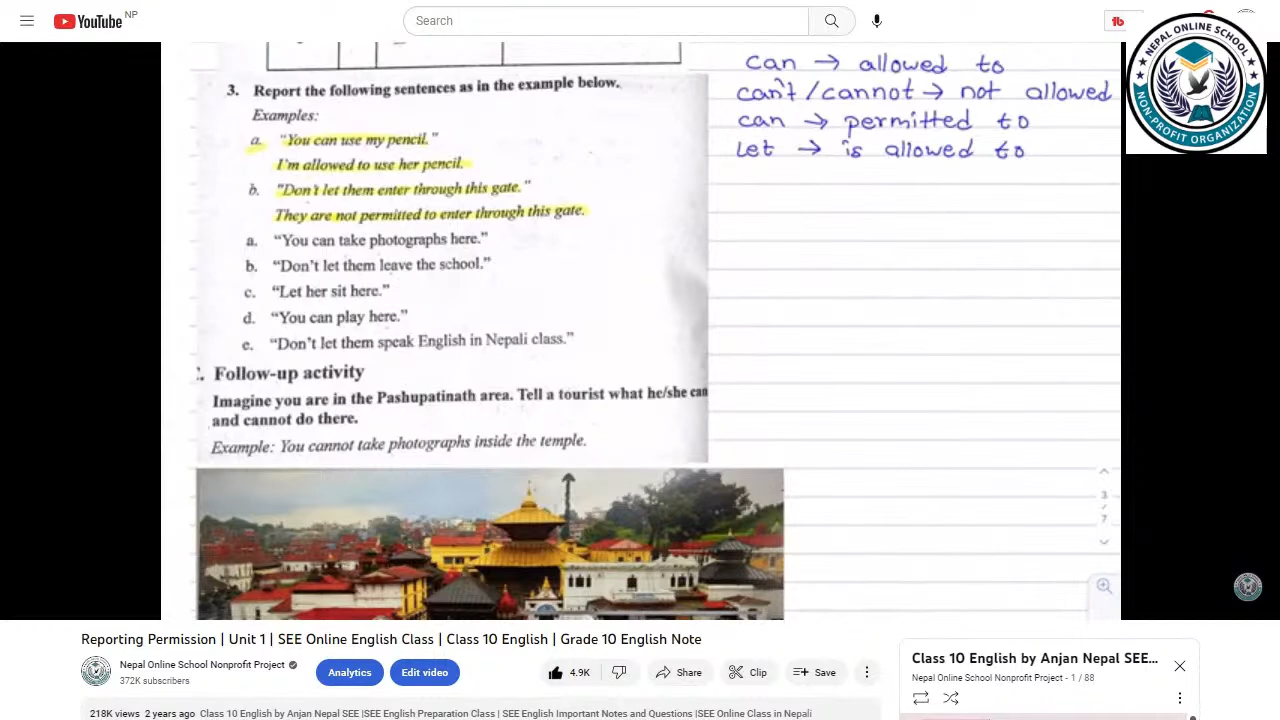 YouTube NP
Search
NEPAL ONLINE SCHOOL
NON-PROFIT ORGANIZATION
can → allowed to
can't / cannot → not allowed
can → permitted to
Let → is allowed to
3. Report the following sentences as in the example below.
Examples:
a. "You can use my pencil."
I'm allowed to use her pencil.
b. "Don't let them enter through this gate."
They are not permitted to enter through this gate.
a. "You can take photographs here."
b. "Don't let them leave the school."
c. "Let her sit here."
d. "You can play here."
e. "Don't let them speak English in Nepali class."
Follow-up activity
Imagine you are in the Pashupatinath area. Tell a tourist what he/she can
and cannot do there.
Example: You cannot take photographs inside the temple.
3
/
7
Reporting Permission | Unit 1 | SEE Online English Class | Class 10 English | Grade 10 English Note
Nepal Online School Nonprofit Project
372K subscribers
Analytics
Edit video
4.9K
Share
Clip
Save
218K views 2 years ago Class 10 English by Anjan Nepal SEE |SEE English Preparation Class | SEE English Important Notes and Questions |SEE Online Class in Nepali
Class 10 English by Anjan Nepal SEE...
Nepal Online School Nonprofit Project - 1 / 88